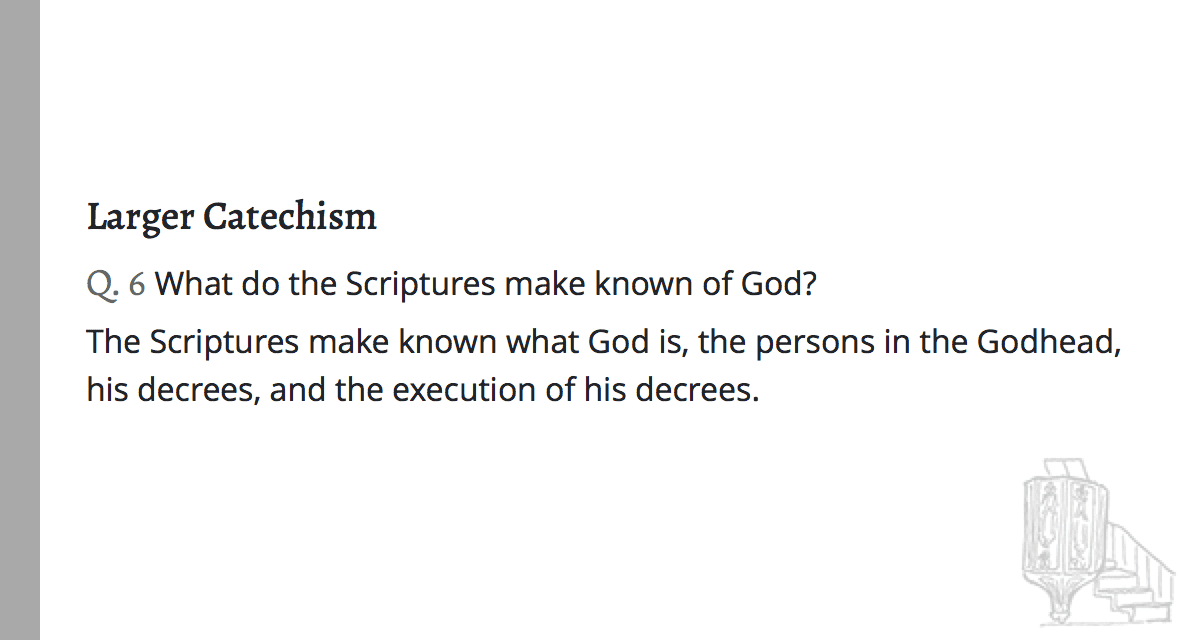 Larger Catechism
Q. 6 What do the Scriptures make known of God?
The Scriptures make known what God is, the persons in the Godhead,
his decrees, and the execution of his decrees.